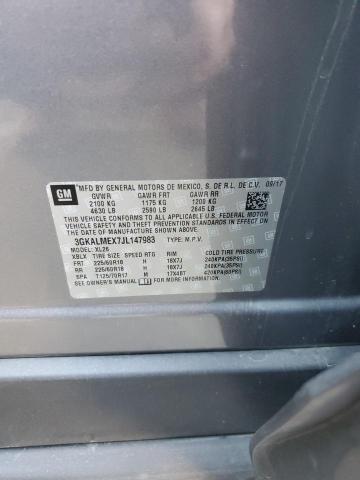 GM
MFD BY GENERAL MOTORS DE MEXICO, S. DE R.L. DE C.V. 09/17
GVWR GAWR FRT GAWR RR
2100 KG 1175 KG 1200 KG
4630 LB 2590 LB 2645 LB
THIS VEHICLE CONFORMS TO ALL APPLICABLE U.S.
FEDERAL MOTOR VEHICLE SAFETY AND
THEFT PREVENTION STANDARDS IN EFFECT ON
THE DATE OF MANUFACTURE SHOWN ABOVE.
3GKALMEX7JL147983 TYPE: M.P.V.
MODEL: XL26
XBLX TIRE SIZE SPEED RTG RIM COLD TIRE PRESSURE
FRT 225/60R18 H 18X7J 240KPA(35PSI)
RR 225/60R18 H 18X7J 240KPA(35PSI)
SPA T125/70R17 M 17X4BT 420KPA(60PSI)
SEE OWNER'S MANUAL FOR MORE INFORMATION.